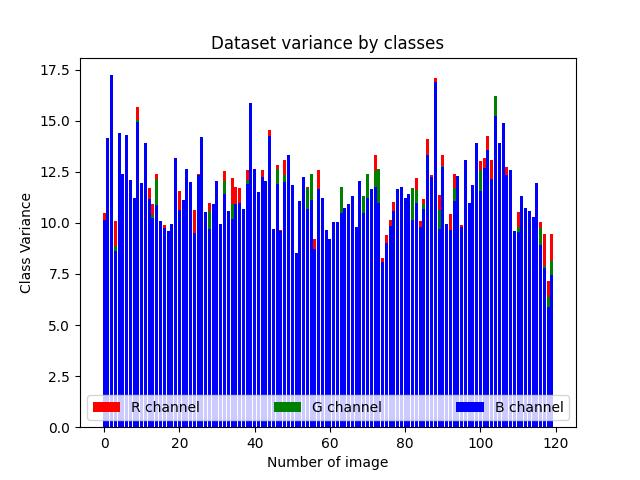 Dataset variance by classes
Class Variance
17.5
15.0
12.5
10.0
7.5
5.0
2.5
0.0
R channel G channel B channel
0 20 40 60 80 100 120
Number of image